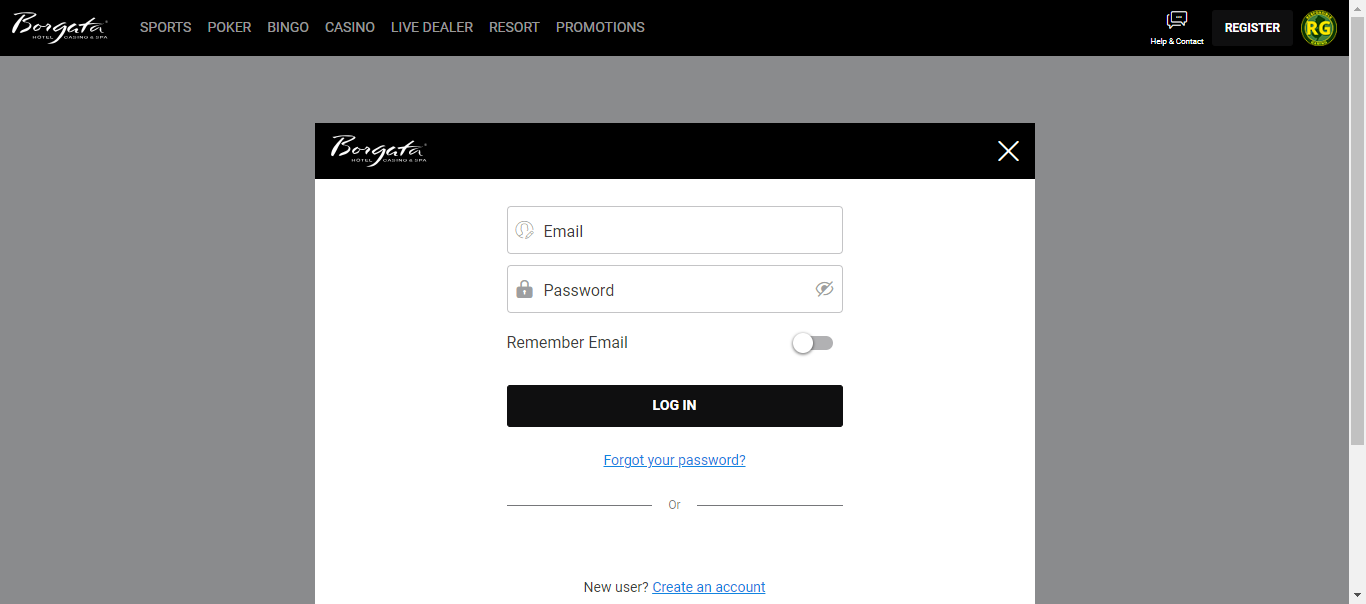 Borgata
HOTEL CASINO & SPA
SPORTS POKER BINGO CASINO LIVE DEALER RESORT PROMOTIONS
Help & Contact
REGISTER
RG
Borgata
HOTEL CASINO & SPA
Email
Password
Remember Email
LOG IN
Forgot your password?
Or
New user? Create an account